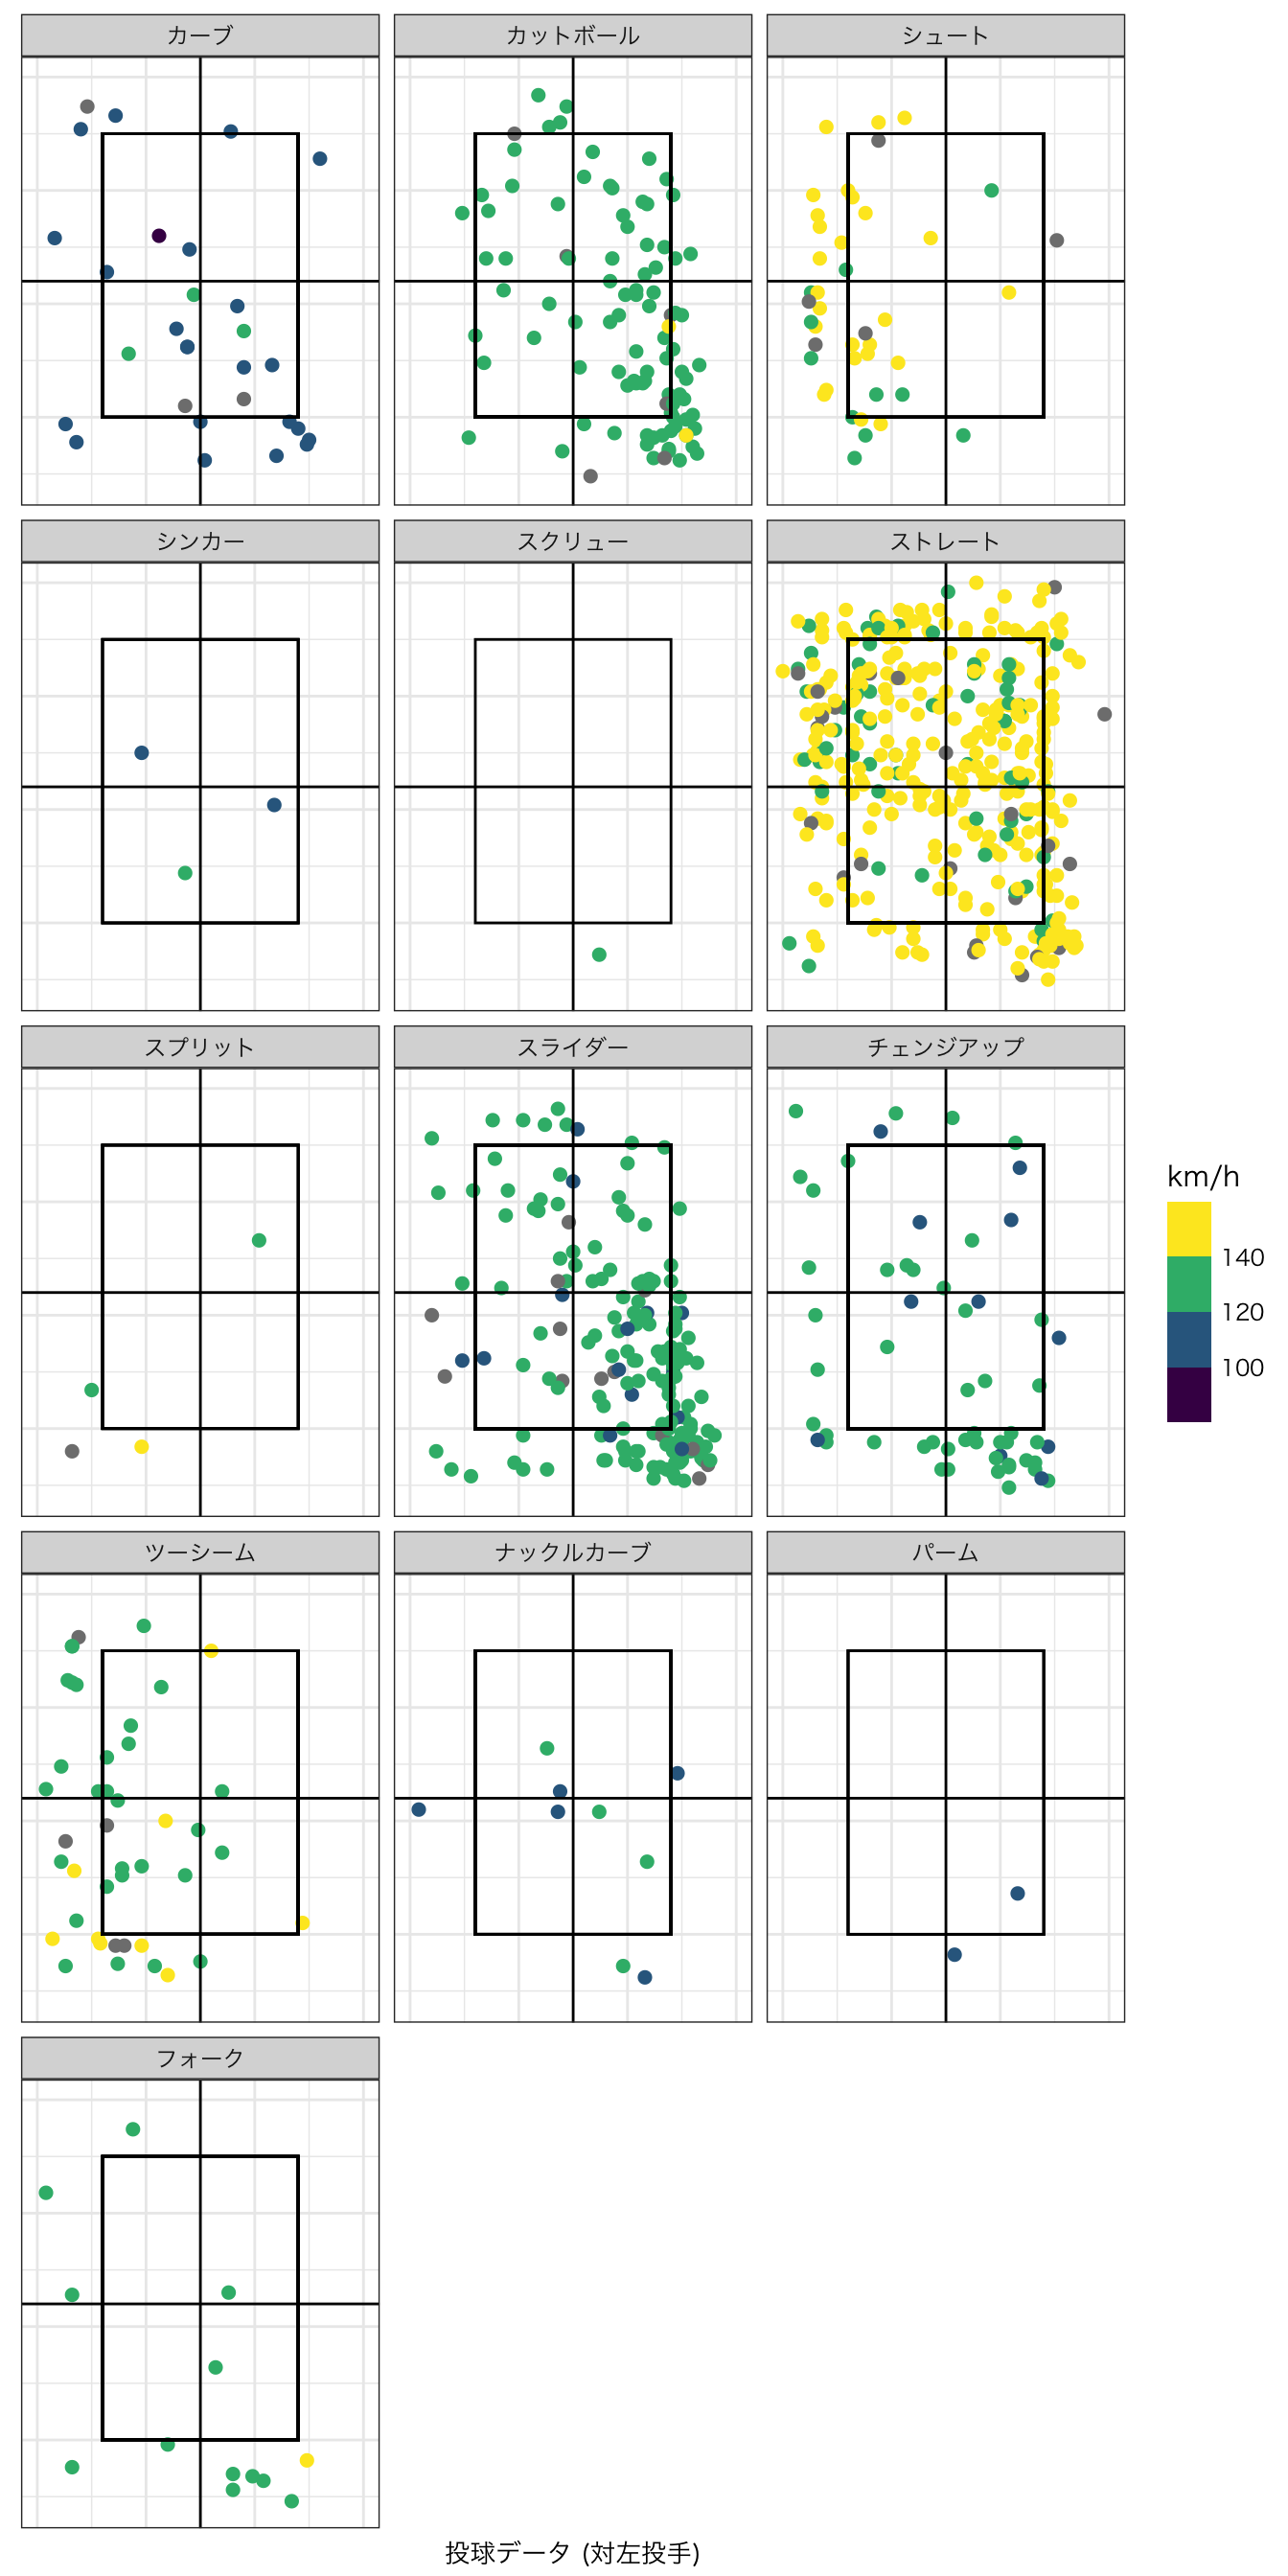 カーブ
カットボール
シュート
シンカー
スクリュー
ストレート
スプリット
スライダー
チェンジアップ
km/h
140
120
100
ツーシーム
ナックルカーブ
パーム
フォーク
投球データ (対左投手)